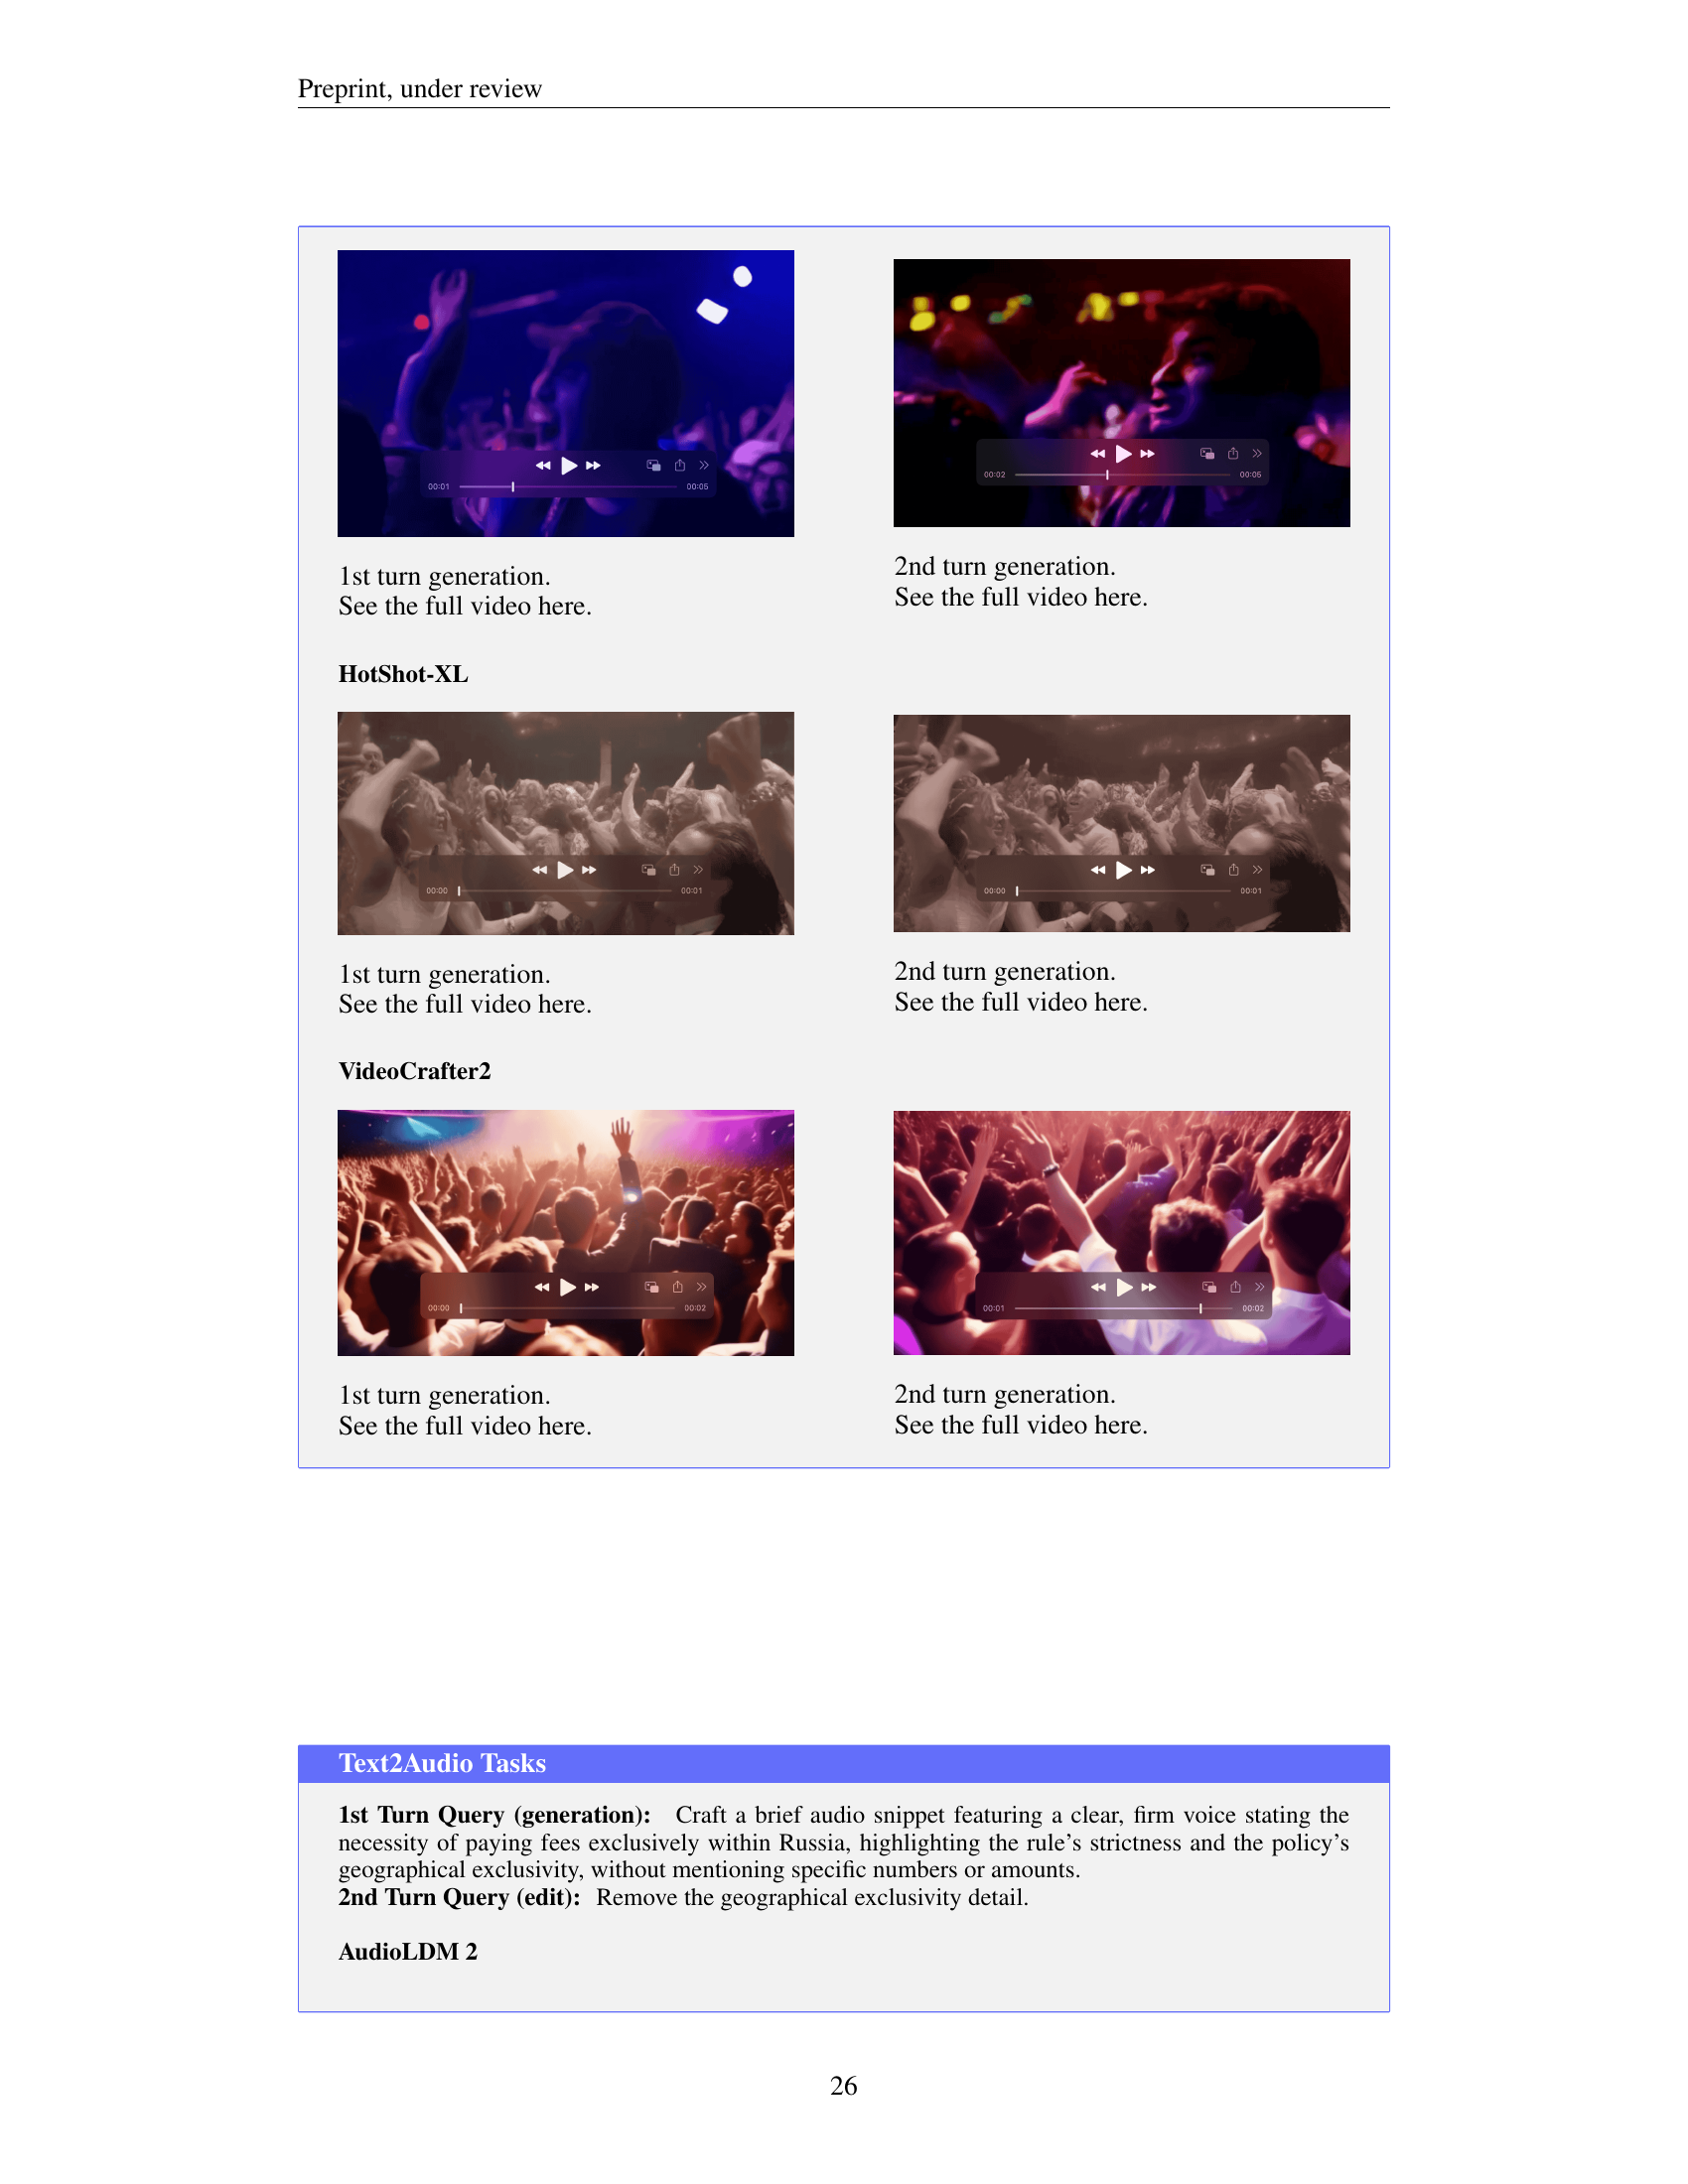 Preprint, under review
00:01 00:05
00:02 00:05
1st turn generation.
See the full video here.
2nd turn generation.
See the full video here.
HotShot-XL
00:00 00:01
00:00 00:01
1st turn generation.
See the full video here.
2nd turn generation.
See the full video here.
VideoCrafter2
00:00 00:02
00:01 00:02
1st turn generation.
See the full video here.
2nd turn generation.
See the full video here.
Text2Audio Tasks
1st Turn Query (generation): Craft a brief audio snippet featuring a clear, firm voice stating the
necessity of paying fees exclusively within Russia, highlighting the rule's strictness and the policy's
geographical exclusivity, without mentioning specific numbers or amounts.
2nd Turn Query (edit): Remove the geographical exclusivity detail.
AudioLDM 2
26